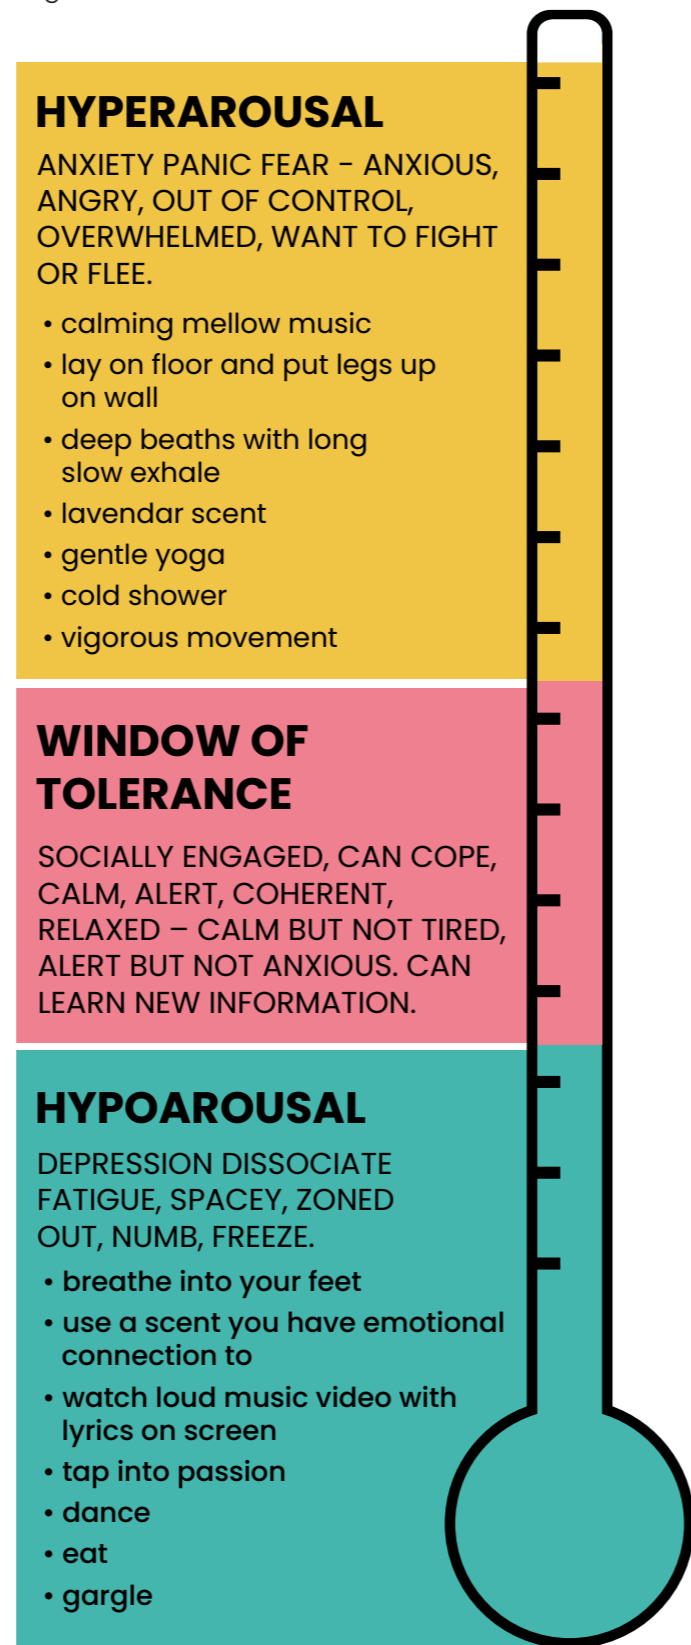 HYPERAROUSAL
ANXIETY PANIC FEAR - ANXIOUS,
ANGRY, OUT OF CONTROL,
OVERWHELMED, WANT TO FIGHT
OR FLEE.
• calming mellow music
• lay on floor and put legs up
on wall
• deep beaths with long
slow exhale
• lavendar scent
• gentle yoga
• cold shower
• vigorous movement
WINDOW OF
TOLERANCE
SOCIALLY ENGAGED, CAN COPE,
CALM, ALERT, COHERENT,
RELAXED – CALM BUT NOT TIRED,
ALERT BUT NOT ANXIOUS. CAN
LEARN NEW INFORMATION.
HYPOAROUSAL
DEPRESSION DISSOCIATE
FATIGUE, SPACEY, ZONED
OUT, NUMB, FREEZE.
• breathe into your feet
• use a scent you have emotional
connection to
• watch loud music video with
lyrics on screen
• tap into passion
• dance
• eat
• gargle